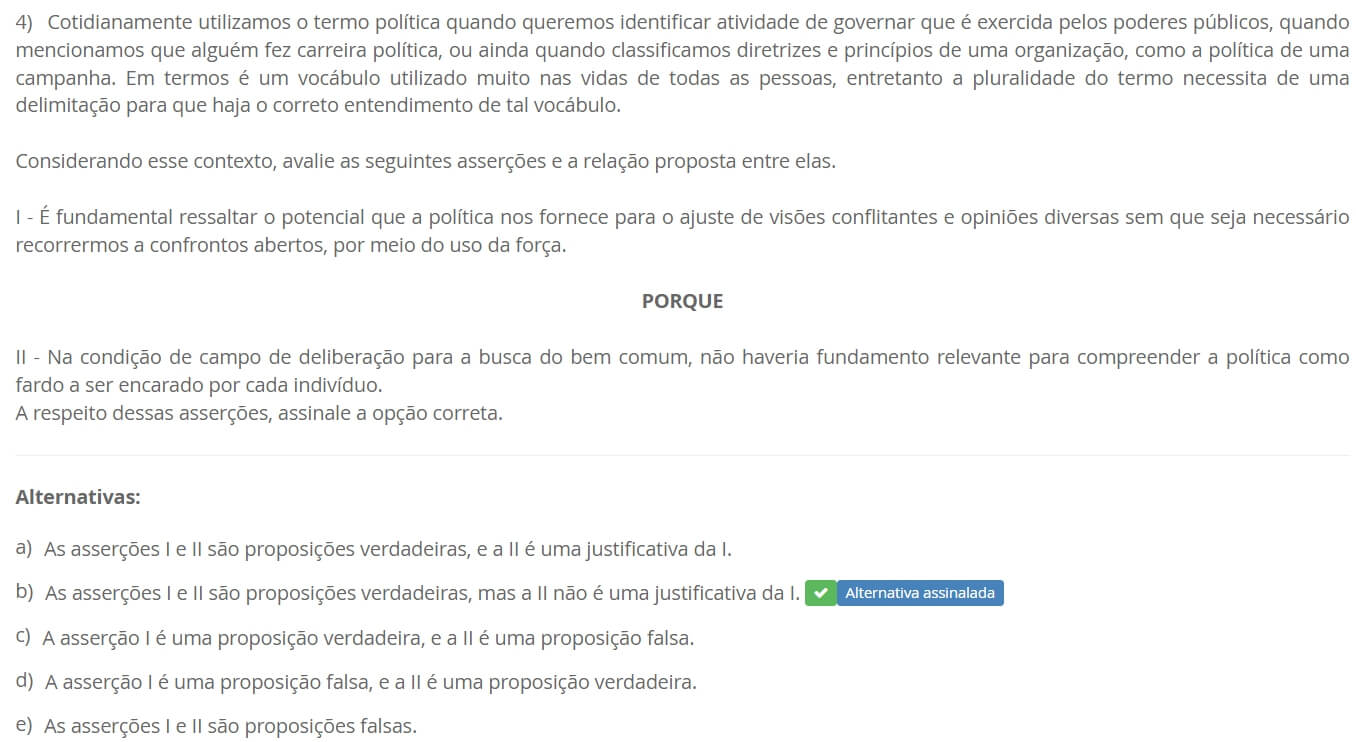 4) Cotidianamente utilizamos o termo política quando queremos identificar atividade de governar que é exercida pelos poderes públicos, quando
mencionamos que alguém fez carreira política, ou ainda quando classificamos diretrizes e princípios de uma organização, como a política de uma
campanha. Em termos é um vocábulo utilizado muito nas vidas de todas as pessoas, entretanto a pluralidade do termo necessita de uma
delimitação para que haja o correto entendimento de tal vocábulo.
Considerando esse contexto, avalie as seguintes asserções e a relação proposta entre elas.
I - É fundamental ressaltar o potencial que a política nos fornece para o ajuste de visões conflitantes e opiniões diversas sem que seja necessário
recorrermos a confrontos abertos, por meio do uso da força.
PORQUE
II - Na condição de campo de deliberação para a busca do bem comum, não haveria fundamento relevante para compreender a política como
fardo a ser encarado por cada indivíduo.
A respeito dessas asserções, assinale a opção correta.
Alternativas:
a) As asserções I e II são proposições verdadeiras, e a II é uma justificativa da I.
b) As asserções I e II são proposições verdadeiras, mas a II não é uma justificativa da I. Alternativa assinalada
c) A asserção I é uma proposição verdadeira, e a II é uma proposição falsa.
d) A asserção I é uma proposição falsa, e a II é uma proposição verdadeira.
e) As asserções I e II são proposições falsas.